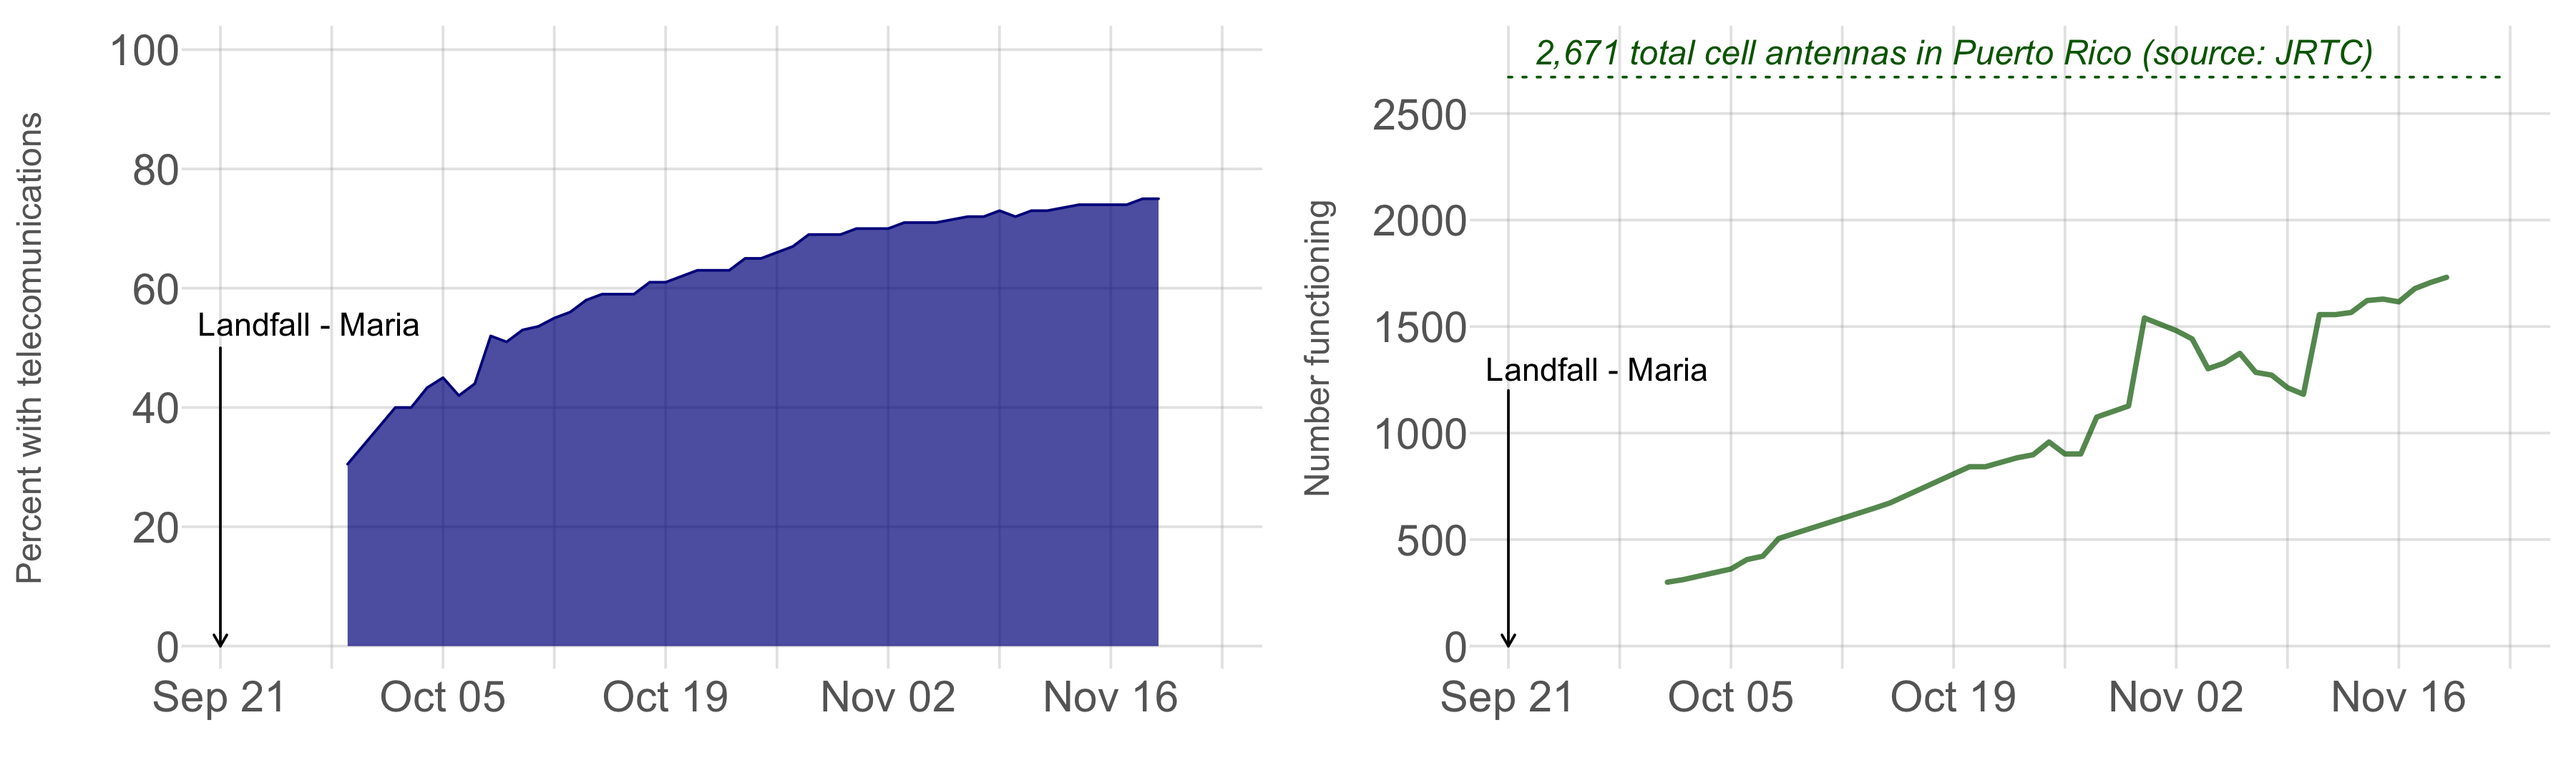 Percent with telecomunications
100
80
60
40
20
0
Landfall - Maria
Sep 21
Oct 05
Oct 19
Nov 02
Nov 16
Number functioning
2,671 total cell antennas in Puerto Rico (source: JRTC)
2500
2000
1500
1000
500
0
Landfall - Maria
Sep 21
Oct 05
Oct 19
Nov 02
Nov 16